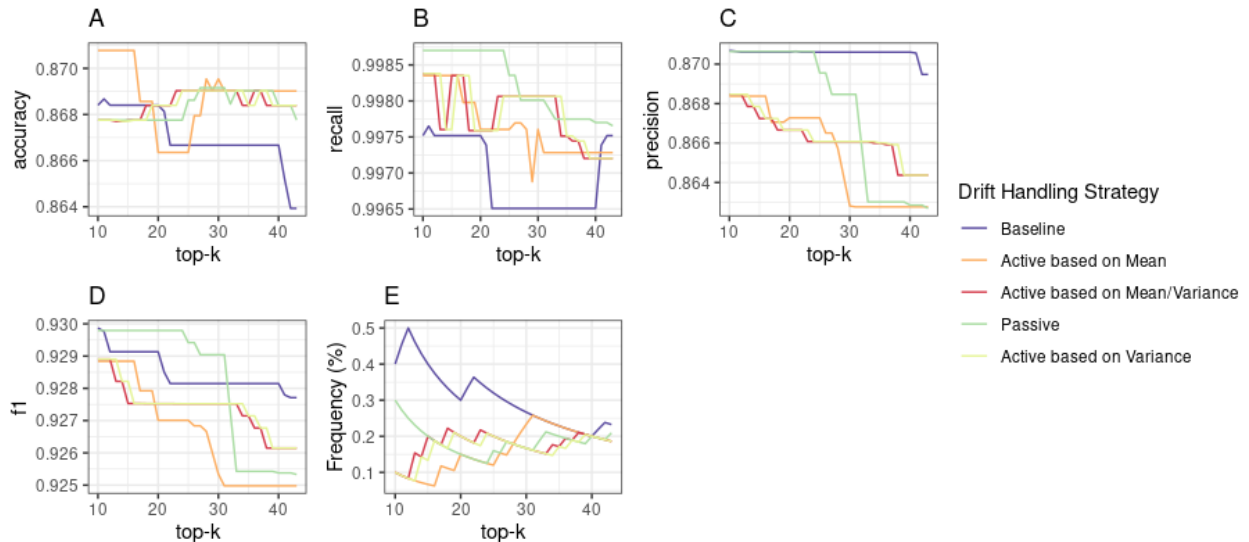 A
B
C
accuracy
0.870
0.868
0.866
0.864
10 20 30 40
top-k
recall
0.9985
0.9980
0.9975
0.9970
0.9965
10 20 30 40
top-k
precision
0.870
0.868
0.866
0.864
10 20 30 40
top-k
D
E
f1
0.930
0.929
0.928
0.927
0.926
0.925
10 20 30 40
top-k
Frequency (%)
0.5
0.4
0.3
0.2
0.1
10 20 30 40
top-k
Drift Handling Strategy
Baseline
Active based on Mean
Active based on Mean/Variance
Passive
Active based on Variance